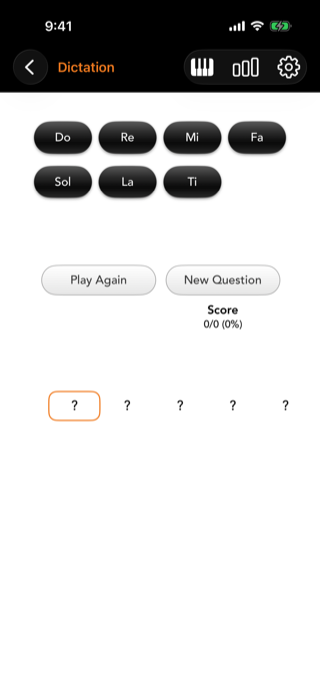 9:41
Dictation
Do Re Mi Fa
Sol La Ti
Play Again New Question
Score
0/0 (0%)
? ? ? ? ?